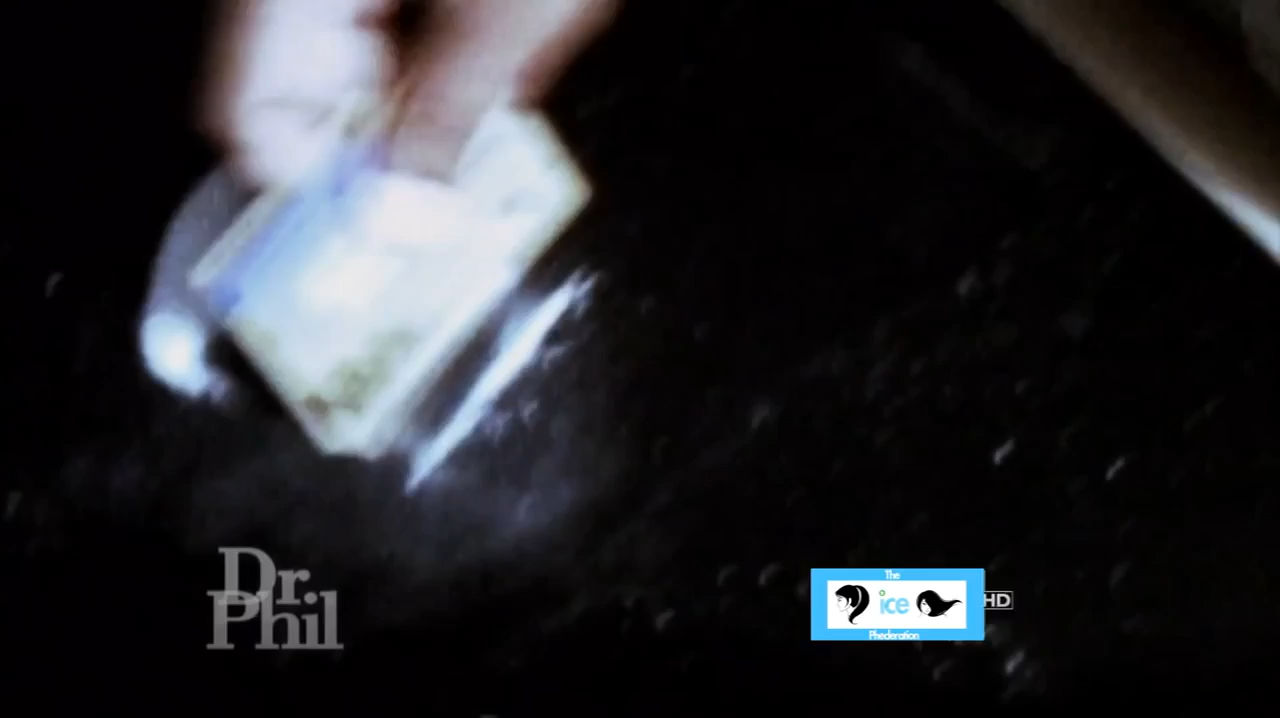 Dr.
Phil
The
ice
Phederation
HD